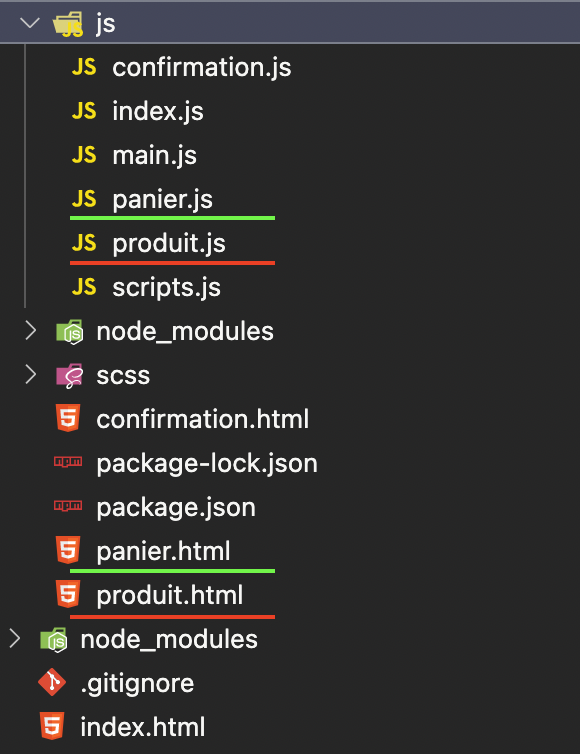 js
JS confirmation.js
JS index.js
JS main.js
JS panier.js
JS produit.js
JS scripts.js
node_modules
scss
confirmation.html
package-lock.json
package.json
panier.html
produit.html
node_modules
.gitignore
index.html